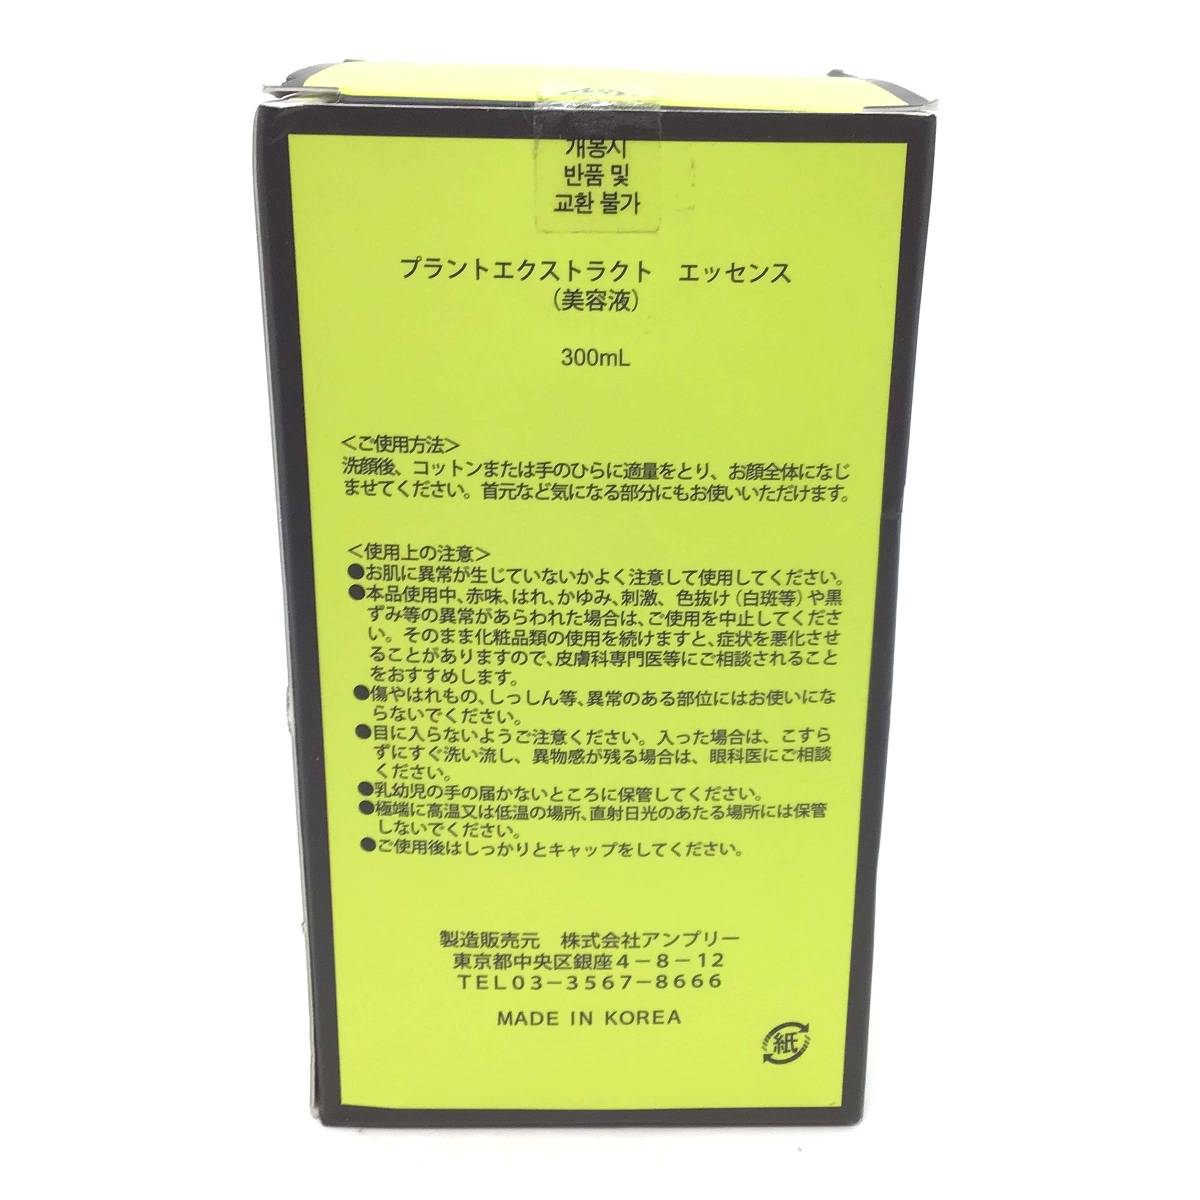 개봉시
반품 및
교환 불가
プラントエクストラクト　エッセンス
（美容液）
300mL
＜ご使用方法＞
洗顔後、コットンまたは手のひらに適量をとり、お顔全体になじ
ませてください。首元など気になる部分にもお使いいただけます。
＜使用上の注意＞
●お肌に異常が生じていないかよく注意して使用してください。
●本品使用中、赤味、はれ、かゆみ、刺激、色抜け（白斑等）や黒
ずみ等の異常があらわれた場合は、ご使用を中止してくださ
い。そのまま化粧品類の使用を続けますと、症状を悪化させ
ることがありますので、皮膚科専門医等にご相談されること
をおすすめします。
●傷やはれもの、しっしん等、異常のある部位にはお使いにな
らないでください。
●目に入らないようご注意ください。入った場合は、こすら
ずにすぐ洗い流し、異物感が残る場合は、眼科医にご相談
ください。
●乳幼児の手の届かないところに保管してください。
●極端に高温又は低温の場所、直射日光のあたる場所には保管
しないでください。
●ご使用後はしっかりとキャップをしてください。
製造販売元　株式会社アンプリー
東京都中央区銀座４－８－１２
ＴＥＬ０３－３５６７－８６６６
MADE IN KOREA
紙